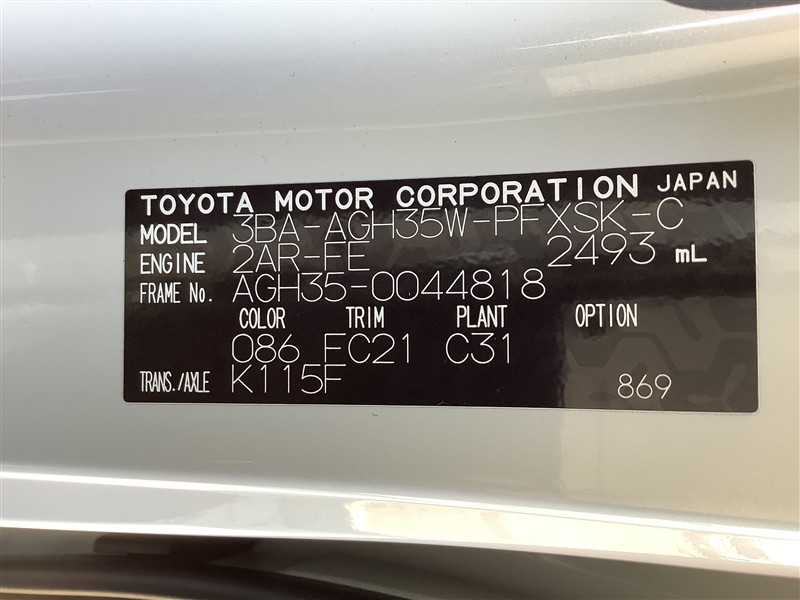 TOYOTA MOTOR CORPORATION JAPAN
MODEL 3BA-AGH35W-PFXSK-C
ENGINE 2AR-FE 2493 mL
FRAME No. AGH35-0044818
COLOR TRIM PLANT OPTION
086 FC21 C31
TRANS./AXLE K115F 869